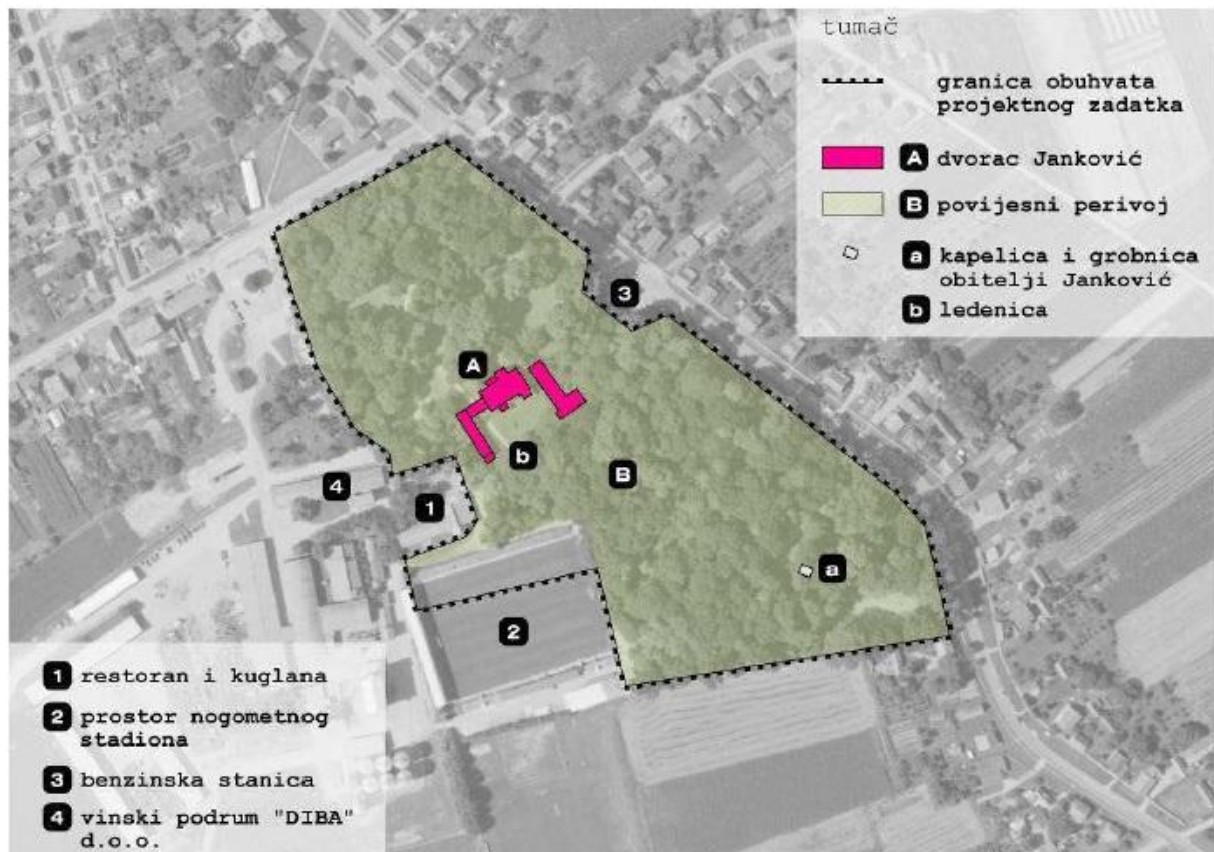 tumač
granica obuhvata
projektnog zadatka
A dvorac Janković
B povijesni perivoj
a kapelica i grobnica
obitelji Janković
b ledenica
3
A
b
B
4
1
a
2
1 restoran i kuglana
2 prostor nogometnog
stadiona
3 benzinska stanica
4 vinski podrum "DIBA"
d.o.o.